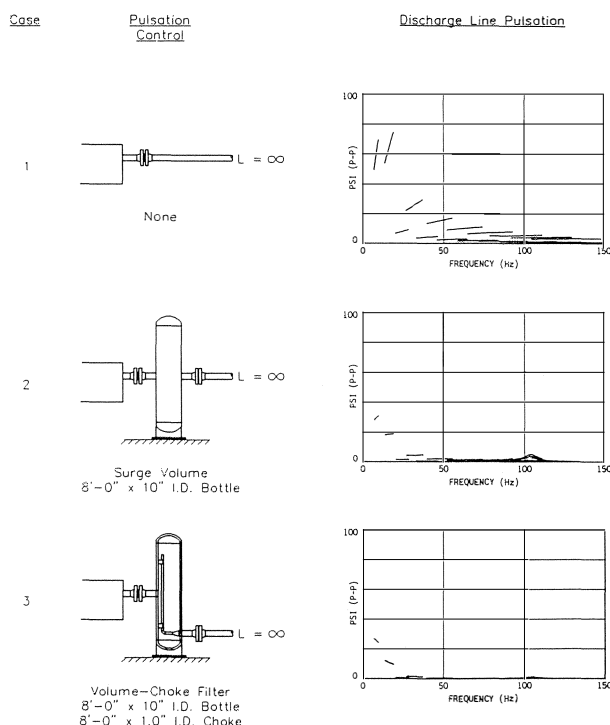 Case Pulsation Control Discharge Line Pulsation
1
L = ∞
None
100
PSI (P-P)
0
0 50 100 150
FREQUENCY (Hz)
2
L = ∞
Surge Volume
8'-0" x 10" I.D. Bottle
100
PSI (P-P)
0
0 50 100 150
FREQUENCY (Hz)
3
L = ∞
Volume-Choke Filter
8'-0" x 10" I.D. Bottle
8'-0" x 1.0" I.D. Choke
100
PSI (P-P)
0
0 50 100 150
FREQUENCY (Hz)